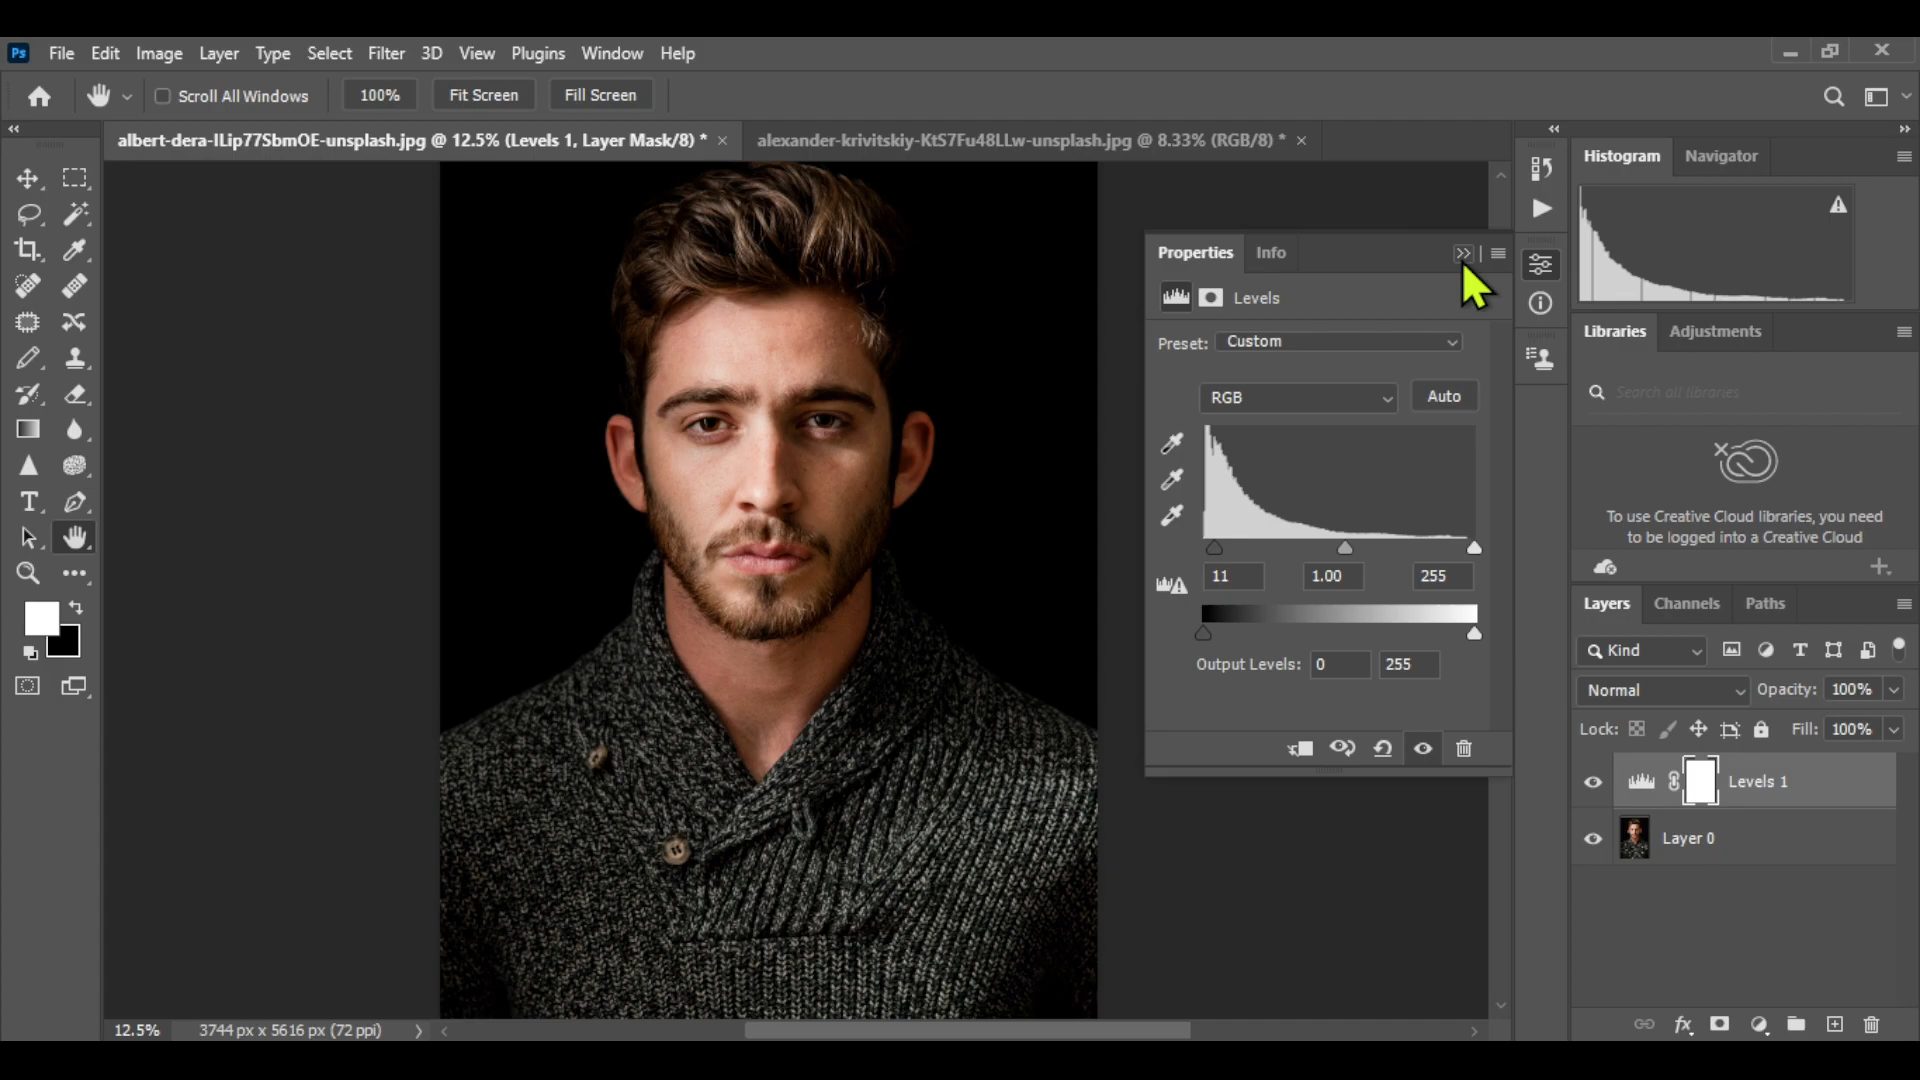 Ps File Edit Image Layer Type Select Filter 3D View Plugins Window Help
Scroll All Windows 100% Fit Screen Fill Screen
albert-dera-ILip77SbmOE-unsplash.jpg @ 12.5% (Levels 1, Layer Mask/8) * alexander-krivitskiy-KtS7Fu48LLw-unsplash.jpg @ 8.33% (RGB/8) *
Histogram Navigator
Properties Info
Levels
Preset: Custom
RGB Auto
11 1.00 255
Output Levels: 0 255
Libraries Adjustments
Search all libraries
To use Creative Cloud libraries, you need
to be logged into a Creative Cloud
Layers Channels Paths
Kind
Normal Opacity: 100%
Lock: Fill: 100%
Levels 1
Layer 0
12.5% 3744 px x 5616 px (72 ppi)